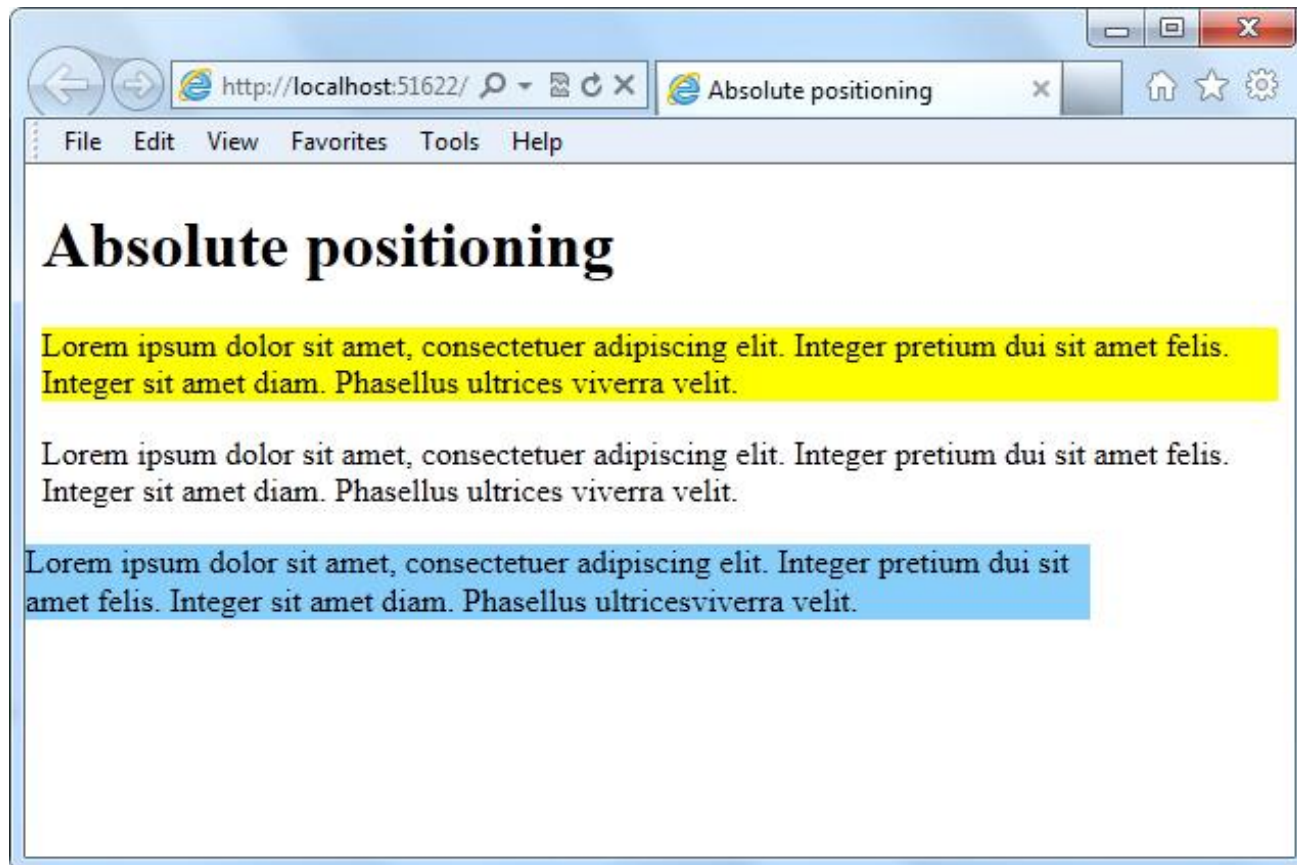 http://localhost:51622/
Absolute positioning
File Edit View Favorites Tools Help
Absolute positioning
Lorem ipsum dolor sit amet, consectetuer adipiscing elit. Integer pretium dui sit amet felis.
Integer sit amet diam. Phasellus ultrices viverra velit.
Lorem ipsum dolor sit amet, consectetuer adipiscing elit. Integer pretium dui sit amet felis.
Integer sit amet diam. Phasellus ultrices viverra velit.
Lorem ipsum dolor sit amet, consectetuer adipiscing elit. Integer pretium dui sit
amet felis. Integer sit amet diam. Phasellus ultricesviverra velit.